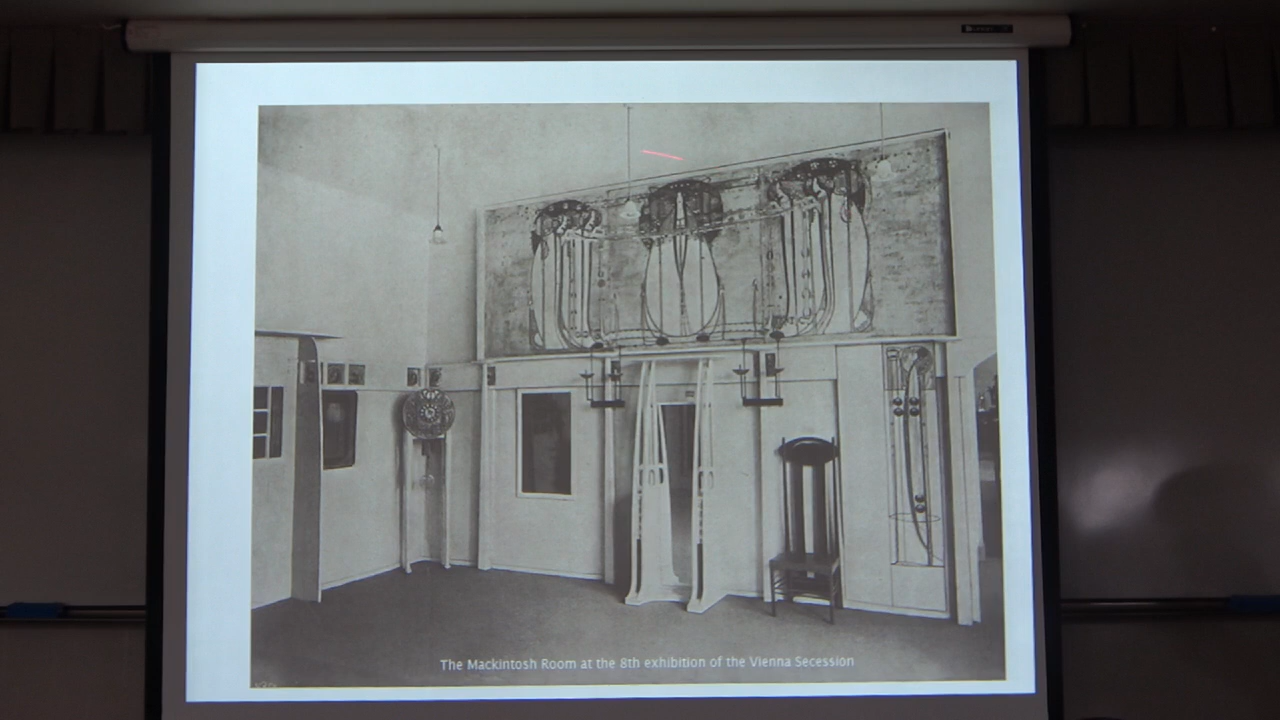 The Mackintosh Room at the 8th exhibition of the Vienna Secession